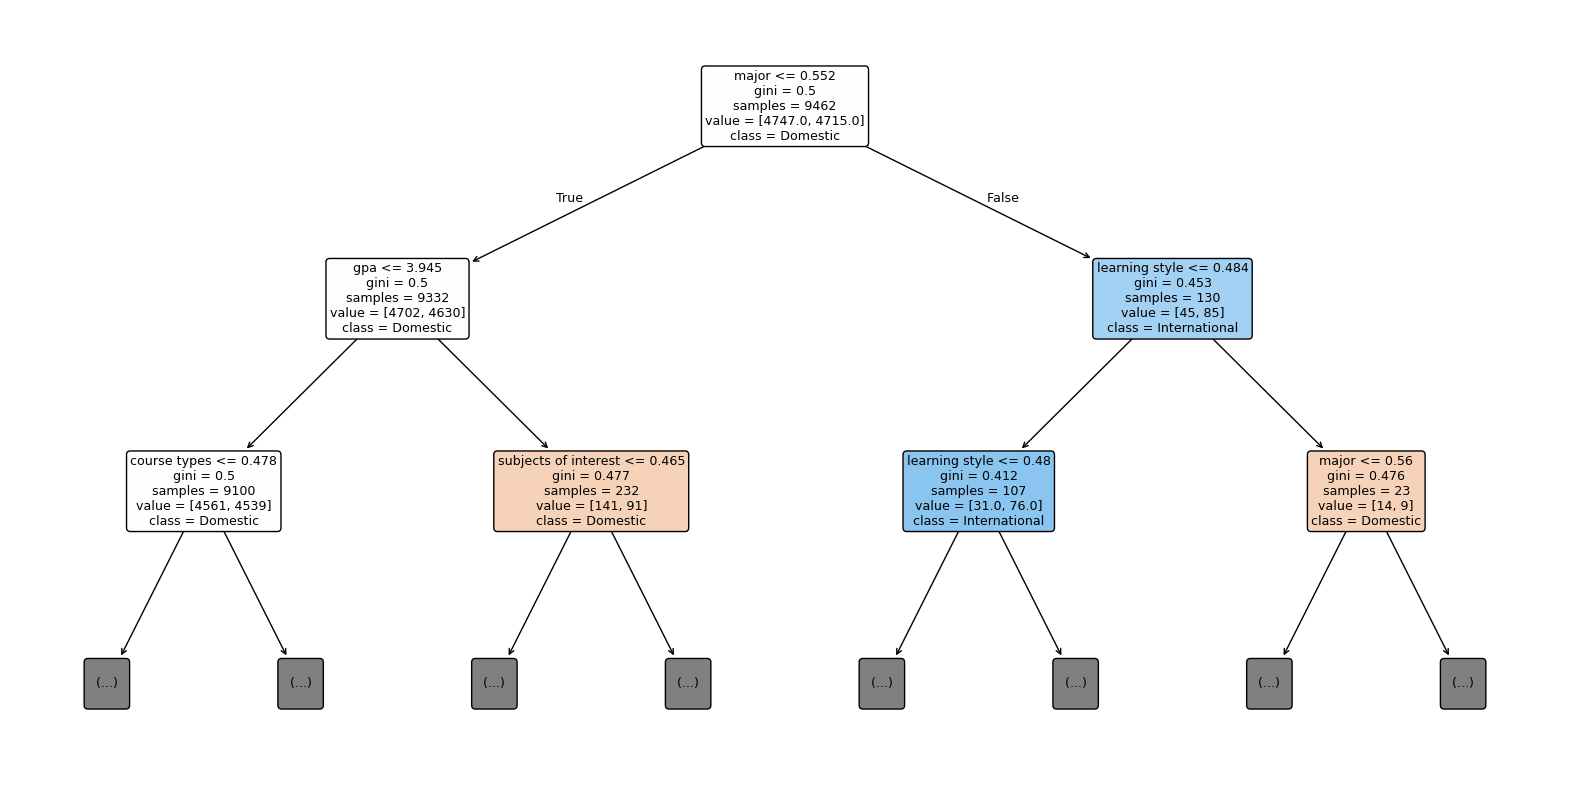 major <= 0.552
gini = 0.5
samples = 9462
value = [4747.0, 4715.0]
class = Domestic
True
False
gpa <= 3.945
gini = 0.5
samples = 9332
value = [4702, 4630]
class = Domestic
learning style <= 0.484
gini = 0.453
samples = 130
value = [45, 85]
class = International
course types <= 0.478
gini = 0.5
samples = 9100
value = [4561, 4539]
class = Domestic
subjects of interest <= 0.465
gini = 0.477
samples = 232
value = [141, 91]
class = Domestic
learning style <= 0.48
gini = 0.412
samples = 107
value = [31.0, 76.0]
class = International
major <= 0.56
gini = 0.476
samples = 23
value = [14, 9]
class = Domestic
(...)
(...)
(...)
(...)
(...)
(...)
(...)
(...)